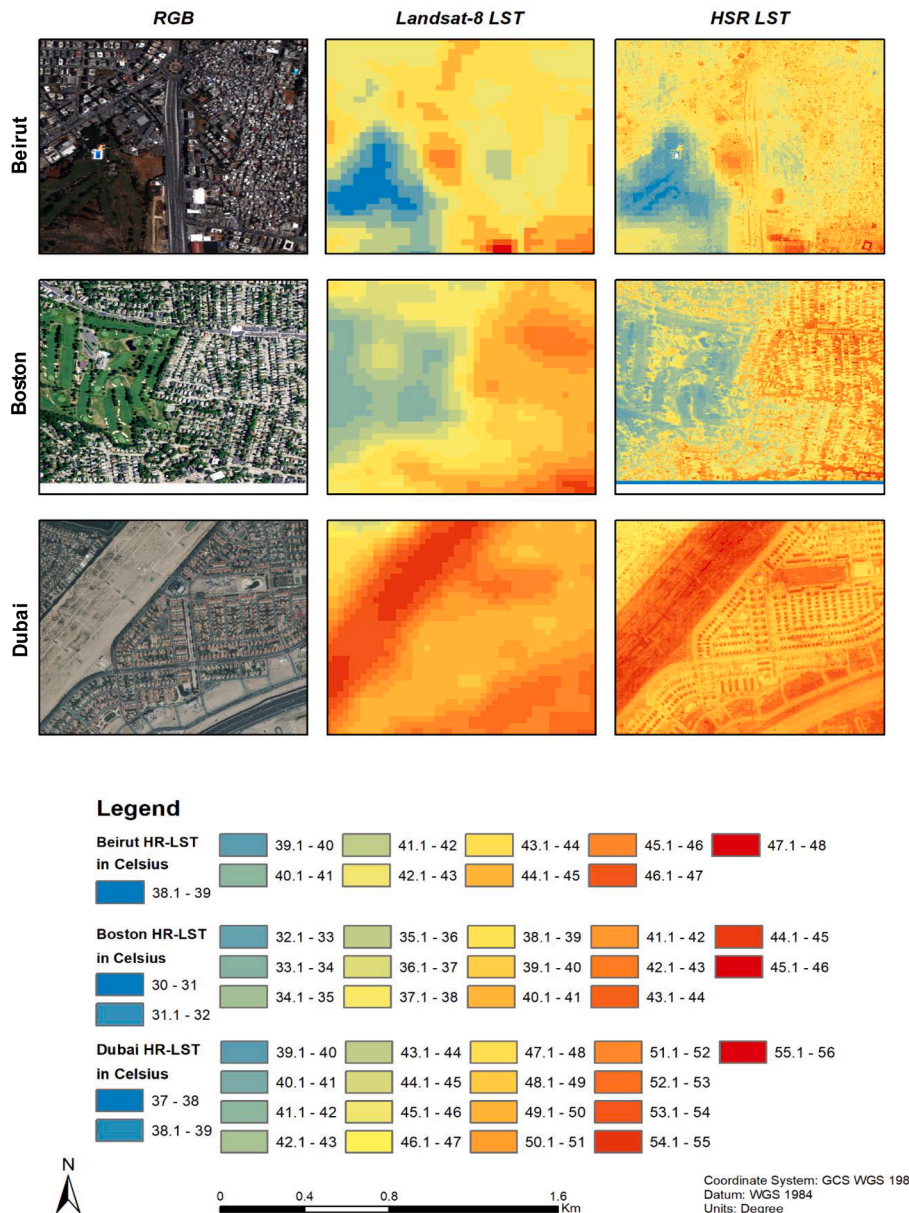 RGB Landsat-8 LST HSR LST
Beirut
Boston
Dubai
Legend
Beirut HR-LST
in Celsius
38.1 - 39
39.1 - 40 41.1 - 42 43.1 - 44 45.1 - 46 47.1 - 48
40.1 - 41 42.1 - 43 44.1 - 45 46.1 - 47
Boston HR-LST
in Celsius
30 - 31
31.1 - 32
32.1 - 33 35.1 - 36 38.1 - 39 41.1 - 42 44.1 - 45
33.1 - 34 36.1 - 37 39.1 - 40 42.1 - 43 45.1 - 46
34.1 - 35 37.1 - 38 40.1 - 41 43.1 - 44
Dubai HR-LST
in Celsius
37 - 38
38.1 - 39
39.1 - 40 43.1 - 44 47.1 - 48 51.1 - 52 55.1 - 56
40.1 - 41 44.1 - 45 48.1 - 49 52.1 - 53
41.1 - 42 45.1 - 46 49.1 - 50 53.1 - 54
42.1 - 43 46.1 - 47 50.1 - 51 54.1 - 55
N
0 0.4 0.8 1.6
Km
Coordinate System: GCS WGS 198
Datum: WGS 1984
Units: Degree